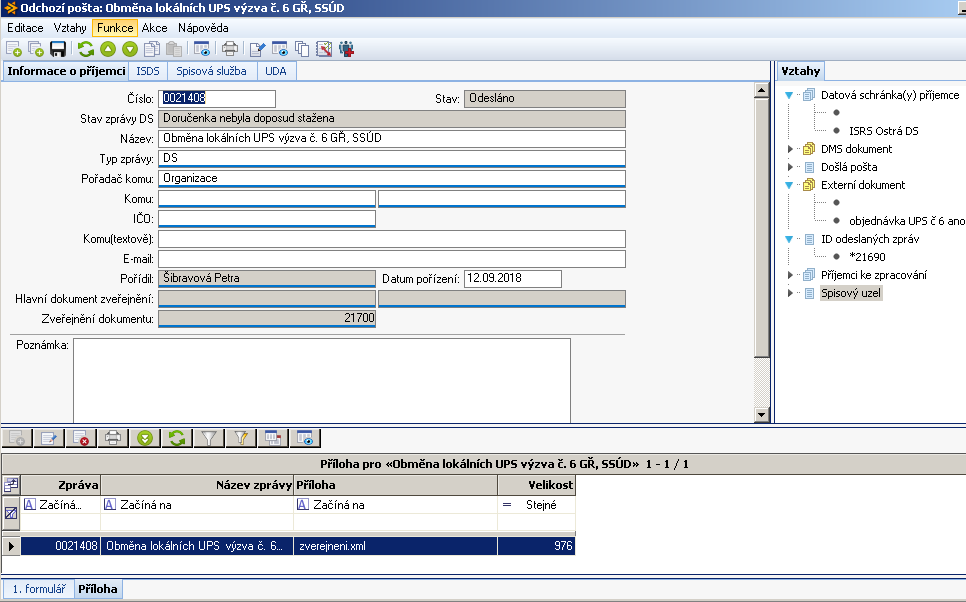 Odchozí pošta: Obměna lokálních UPS výzva č. 6 GŘ, SSÚD
Editace Vztahy Funkce Akce Nápověda
Informace o příjemci ISDS Spisová služba UDA
Číslo: 0021408 Stav: Odesláno
Stav zprávy DS Doručenka nebyla doposud stažena
Název: Obměna lokálních UPS výzva č. 6 GŘ, SSÚD
Typ zprávy: DS
Pořadač komu: Organizace
Komu:
IČO:
Komu(textově):
E-mail:
Pořídil: Šibravová Petra Datum pořízení: 12.09.2018
Hlavní dokument zveřejnění:
Zveřejnění dokumentu: 21700
Poznámka:
Vztahy
Datová schránka(y) příjemce
ISRS Ostrá DS
DMS dokument
Došlá pošta
Externí dokument
objednávka UPS č 6 ano
ID odeslaných zpráv
*21690
Příjemci ke zpracování
Spisový uzel
Příloha pro «Obměna lokálních UPS výzva č. 6 GŘ, SSÚD» 1 - 1 / 1
Zpráva Název zprávy Příloha Velikost
A Začíná... A Začíná na A Začíná na = Stejné
0021408 Obměna lokálních UPS výzva č. 6... zverejneni.xml 976
1. formulář Příloha